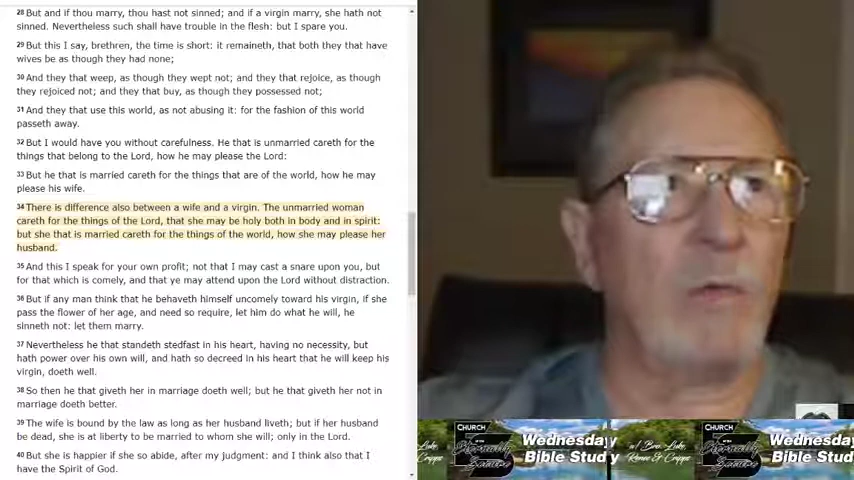 28 But and if thou marry, thou hast not sinned; and if a virgin marry, she hath not
sinned. Nevertheless such shall have trouble in the flesh: but I spare you.
29 But this I say, brethren, the time is short: it remaineth, that both they that have
wives be as though they had none;
30 And they that weep, as though they wept not; and they that rejoice, as though
they rejoiced not; and they that buy, as though they possessed not;
31 And they that use this world, as not abusing it: for the fashion of this world
passeth away.
32 But I would have you without carefulness. He that is unmarried careth for the
things that belong to the Lord, how he may please the Lord:
33 But he that is married careth for the things that are of the world, how he may
please his wife.
34 There is difference also between a wife and a virgin. The unmarried woman
careth for the things of the Lord, that she may be holy both in body and in spirit:
but she that is married careth for the things of the world, how she may please her
husband.
35 And this I speak for your own profit; not that I may cast a snare upon you, but
for that which is comely, and that ye may attend upon the Lord without distraction.
36 But if any man think that he behaveth himself uncomely toward his virgin, if she
pass the flower of her age, and need so require, let him do what he will, he
sinneth not: let them marry.
37 Nevertheless he that standeth stedfast in his heart, having no necessity, but
hath power over his own will, and hath so decreed in his heart that he will keep his
virgin, doeth well.
38 So then he that giveth her in marriage doeth well; but he that giveth her not in
marriage doeth better.
39 The wife is bound by the law as long as her husband liveth; but if her husband
be dead, she is at liberty to be married to whom she will; only in the Lord.
40 But she is happier if she so abide, after my judgment: and I think also that I
have the Spirit of God.
Luke,
Cripps
CHURCH
Eternally
Secure
Wednesday
Bible Study
w/ Bro. Luke,
Renee & Cripps
CHURCH
Eternally
Secure
Wednesday
Bible Stud